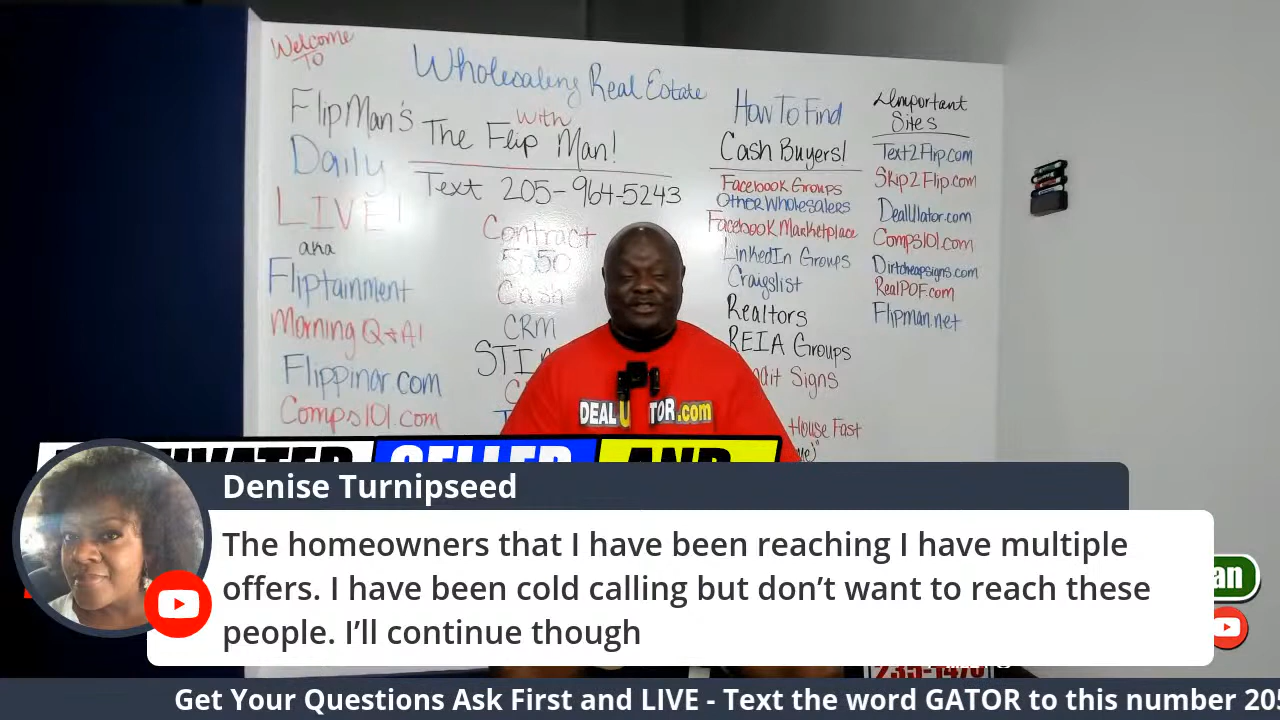 Welcome
To
FlipMan's
Daily
LIVE!
aka
Fliptainment
Morning Q&A!
Flippinar.com
Comps101.com
Wholesaling Real Estate
with
The Flip Man!
Text 205-964-5243
Contract
5050
Cash
CRM
How To Find
Cash Buyers!
Facebook Groups
Other Wholesalers
Facebook Marketplace
LinkedIn Groups
Craigslist
Realtors
REIA Groups
Signs
House Fast
Important
Sites
Text2Flip.com
Skip2Flip.com
DealUlator.com
Comps101.com
Dirtcheapsigns.com
RealPOF.com
Flipman.net
DEAL U TOR.com
SELLER AND
Denise Turnipseed
The homeowners that I have been reaching I have multiple
offers. I have been cold calling but don’t want to reach these
people. I’ll continue though
Get Your Questions Ask First and LIVE - Text the word GATOR to this number 205